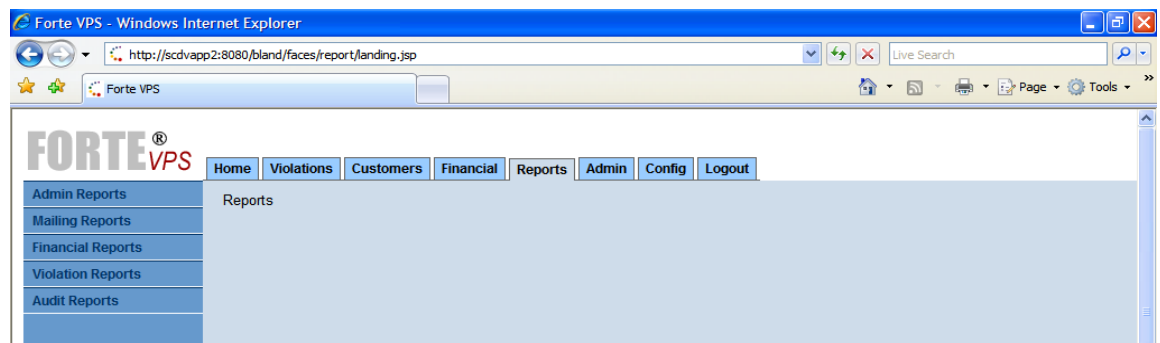 Forte VPS - Windows Internet Explorer
http://scdvapp2:8080/bland/faces/report/landing.jsp
Live Search
Forte VPS
Page
Tools
»
FORTE® VPS
Home Violations Customers Financial Reports Admin Config Logout
Admin Reports
Reports
Mailing Reports
Financial Reports
Violation Reports
Audit Reports